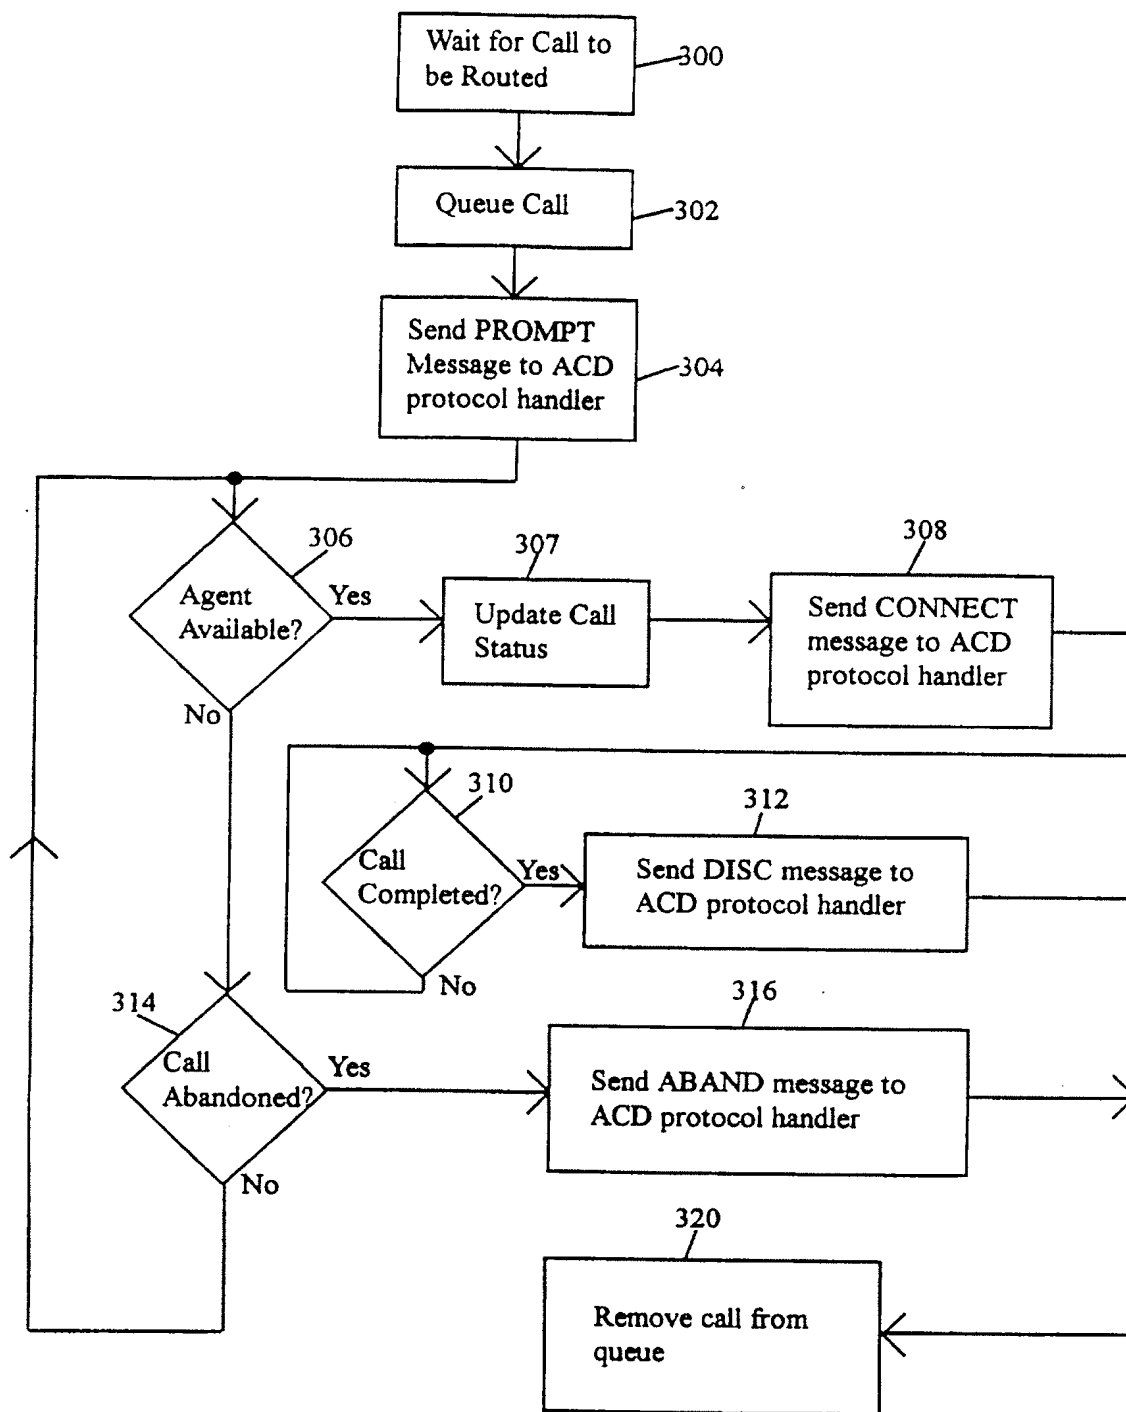 Wait for Call to
be Routed
300
Queue Call
302
Send PROMPT
Message to ACD
protocol handler
304
306
Agent
Available?
Yes
No
307
Update Call
Status
308
Send CONNECT
message to ACD
protocol handler
310
Call
Completed?
Yes
No
312
Send DISC message to
ACD protocol handler
314
Call
Abandoned?
Yes
No
316
Send ABAND message to
ACD protocol handler
320
Remove call from
queue